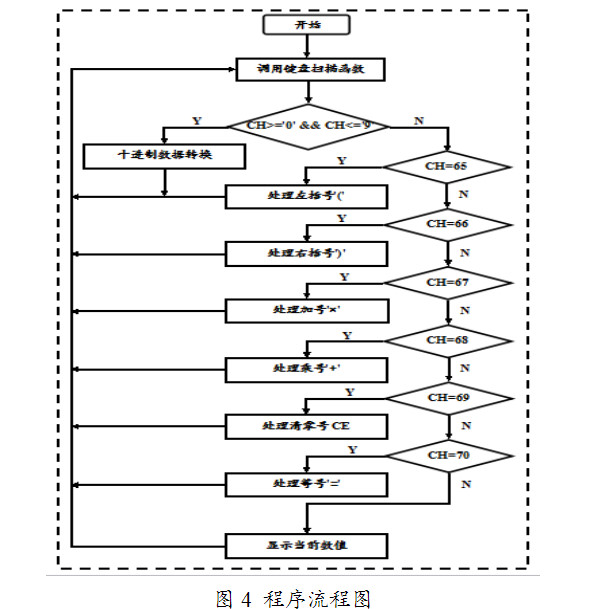 开始
调用键盘扫描函数
CH>='0' && CH<='9'
Y
N
十进制数据转换
CH=65
Y
N
处理左括号'('
CH=66
Y
N
处理右括号')'
CH=67
Y
N
处理加号'*'
CH=68
Y
N
处理乘号'+'
CH=69
Y
N
处理清零号CE
CH=70
Y
N
处理等号'='
显示当前数值
图 4 程序流程图